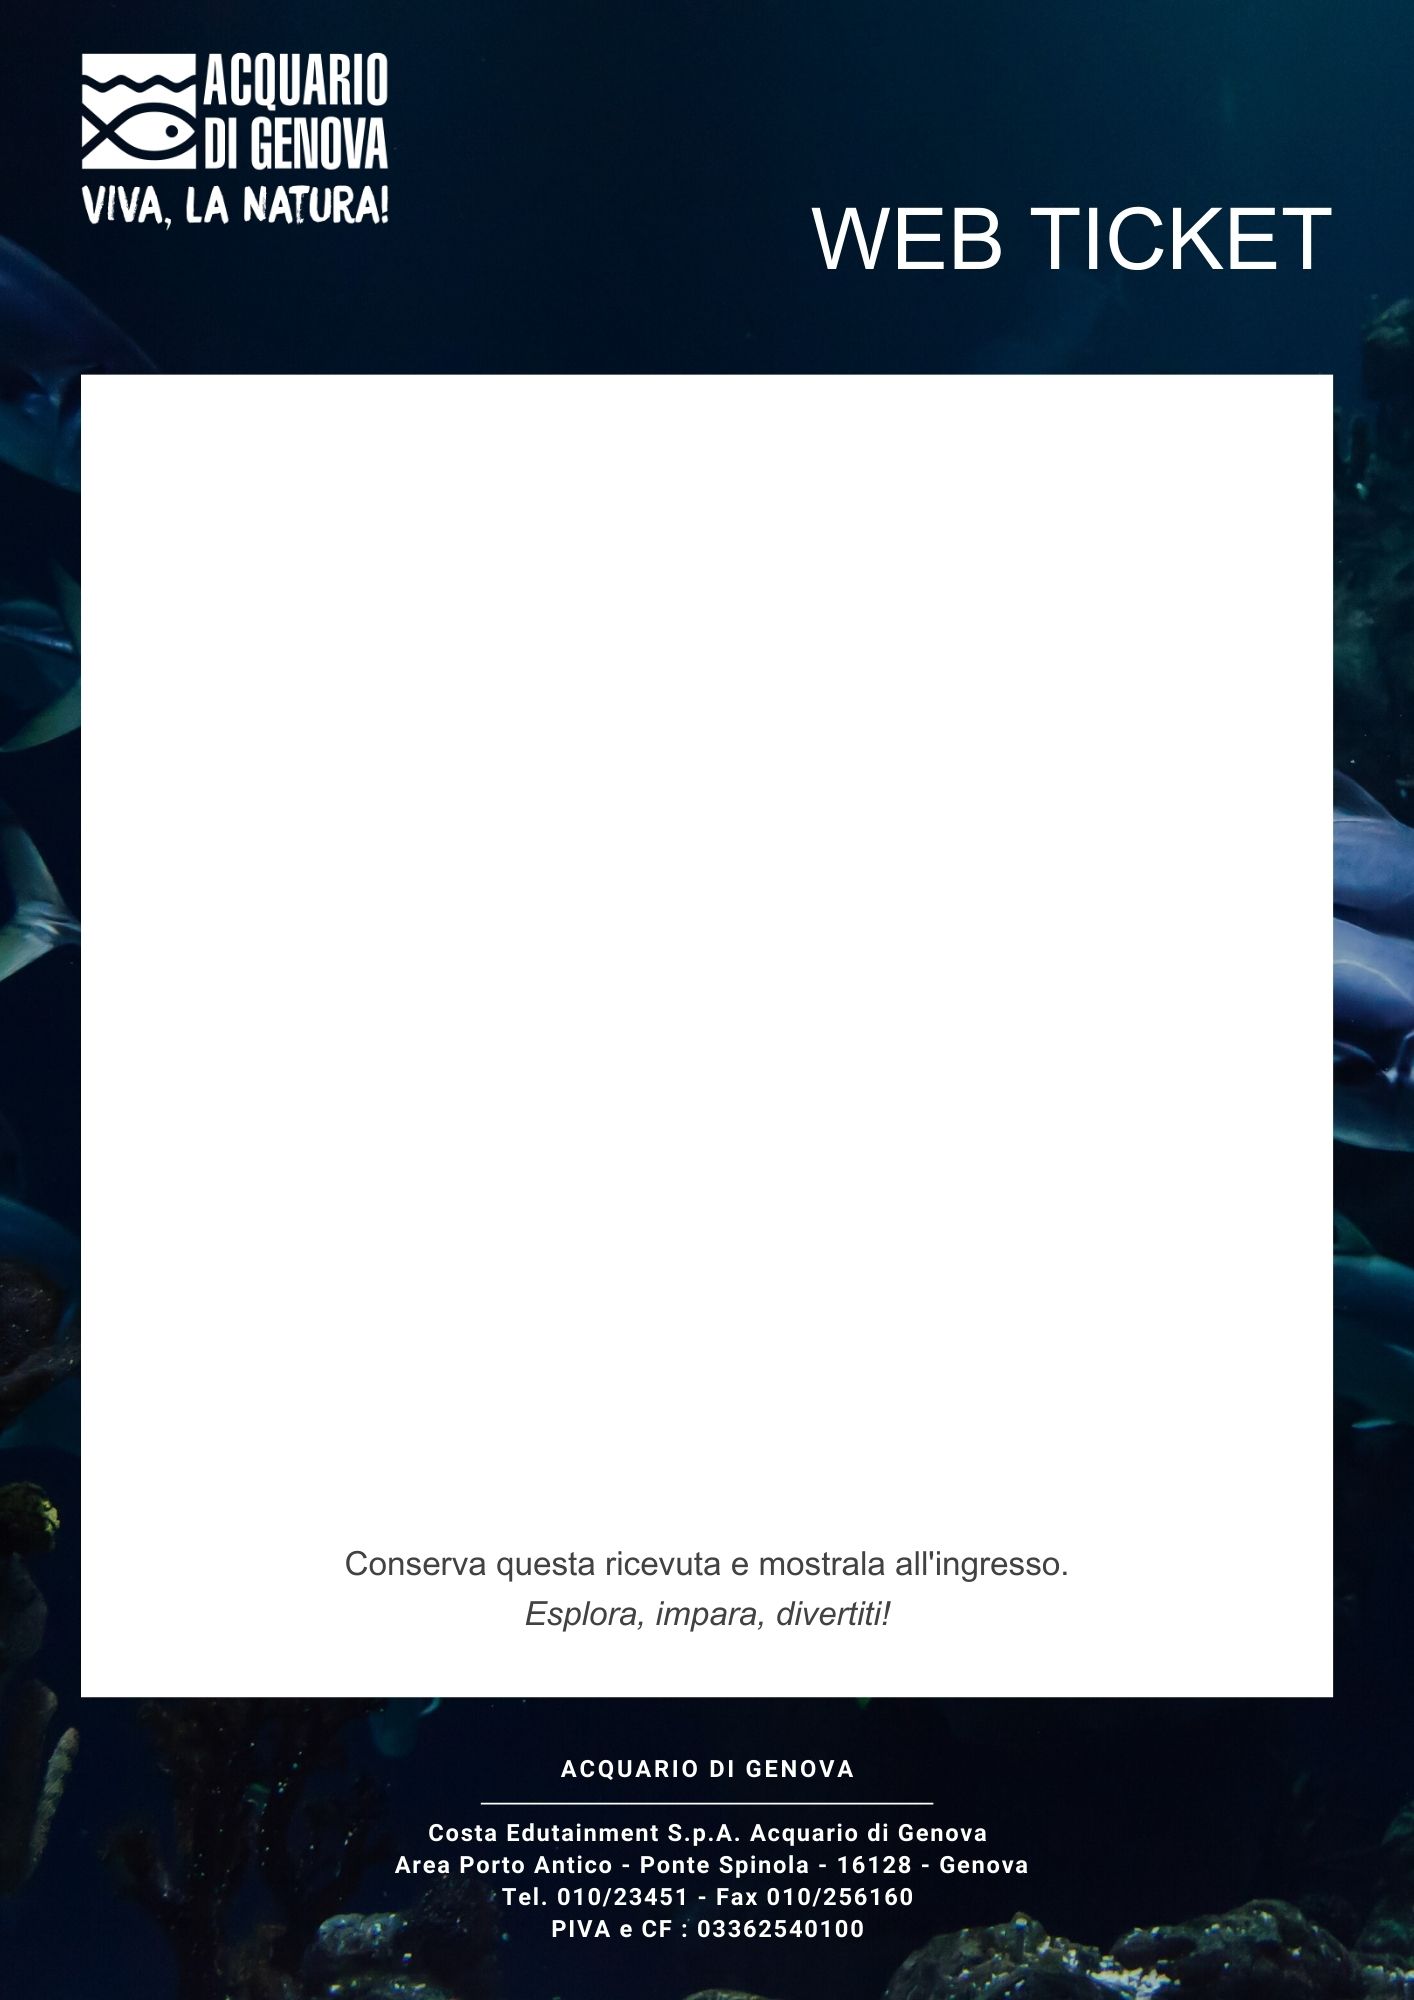 ACQUARIO
DI GENOVA
VIVA, LA NATURA!
WEB TICKET
Conserva questa ricevuta e mostrala all'ingresso.
Esplora, impara, divertiti!
ACQUARIO DI GENOVA
Costa Edutainment S.p.A. Acquario di Genova
Area Porto Antico - Ponte Spinola - 16128 - Genova
Tel. 010/23451 - Fax 010/256160
PIVA e CF : 03362540100